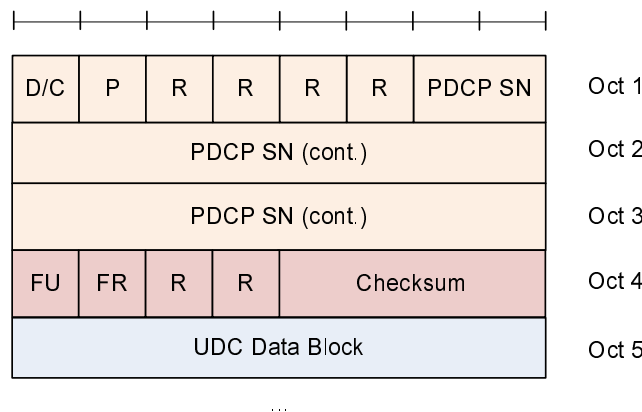 D/C P R R R R PDCP SN Oct 1
PDCP SN (cont.) Oct 2
PDCP SN (cont.) Oct 3
FU FR R R Checksum Oct 4
UDC Data Block Oct 5
...